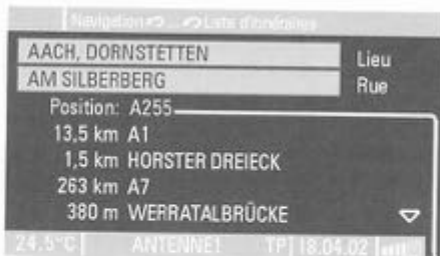 Navigation ... Liste d'itinéraires
AACH, DORNSTETTEN Lieu
AM SILBERBERG Rue
Position: A255
13,5 km A1
1,5 km HORSTER DREIECK
263 km A7
380 m WERRATALBRÜCKE
24.5°C ANTENNE1 TP 18.04.02